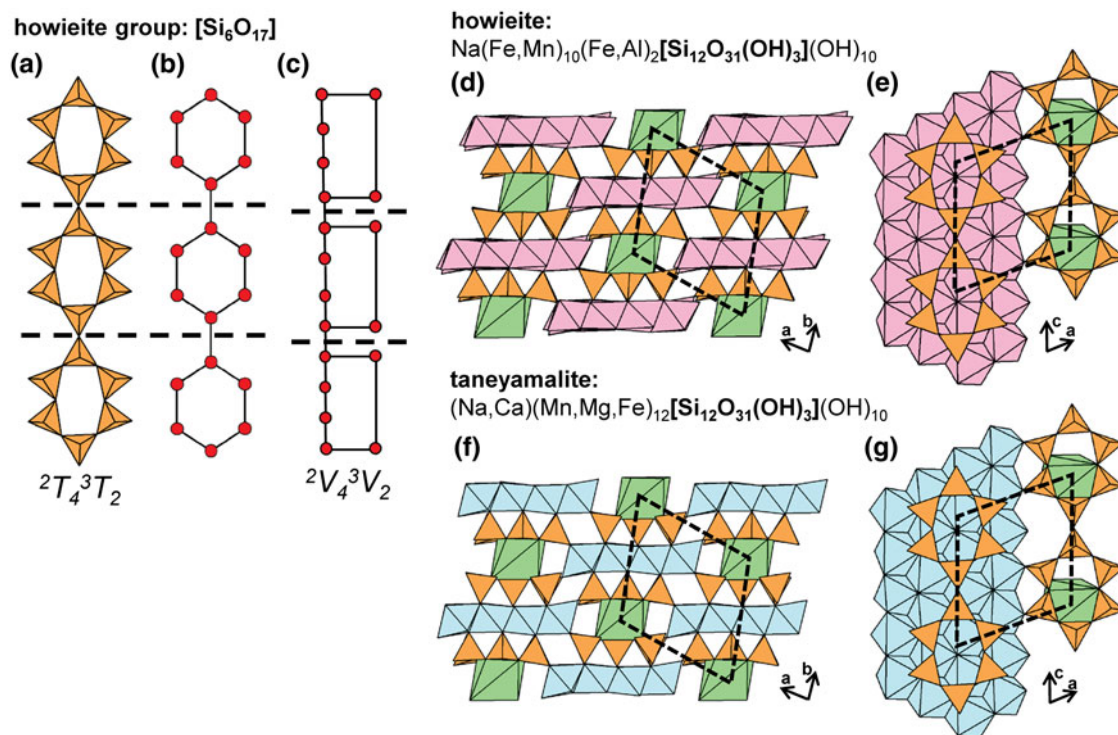 howieite group: [Si₆O₁₇]
(a) (b) (c)
²T₄³T₂
²V₄³V₂
howieite:
Na(Fe,Mn)₁₀(Fe,Al)₂[Si₁₂O₃₁(OH)₃](OH)₁₀
(d) (e)
a b
c a
taneyamalite:
(Na,Ca)(Mn,Mg,Fe)₁₂[Si₁₂O₃₁(OH)₃](OH)₁₀
(f) (g)
a b
c a